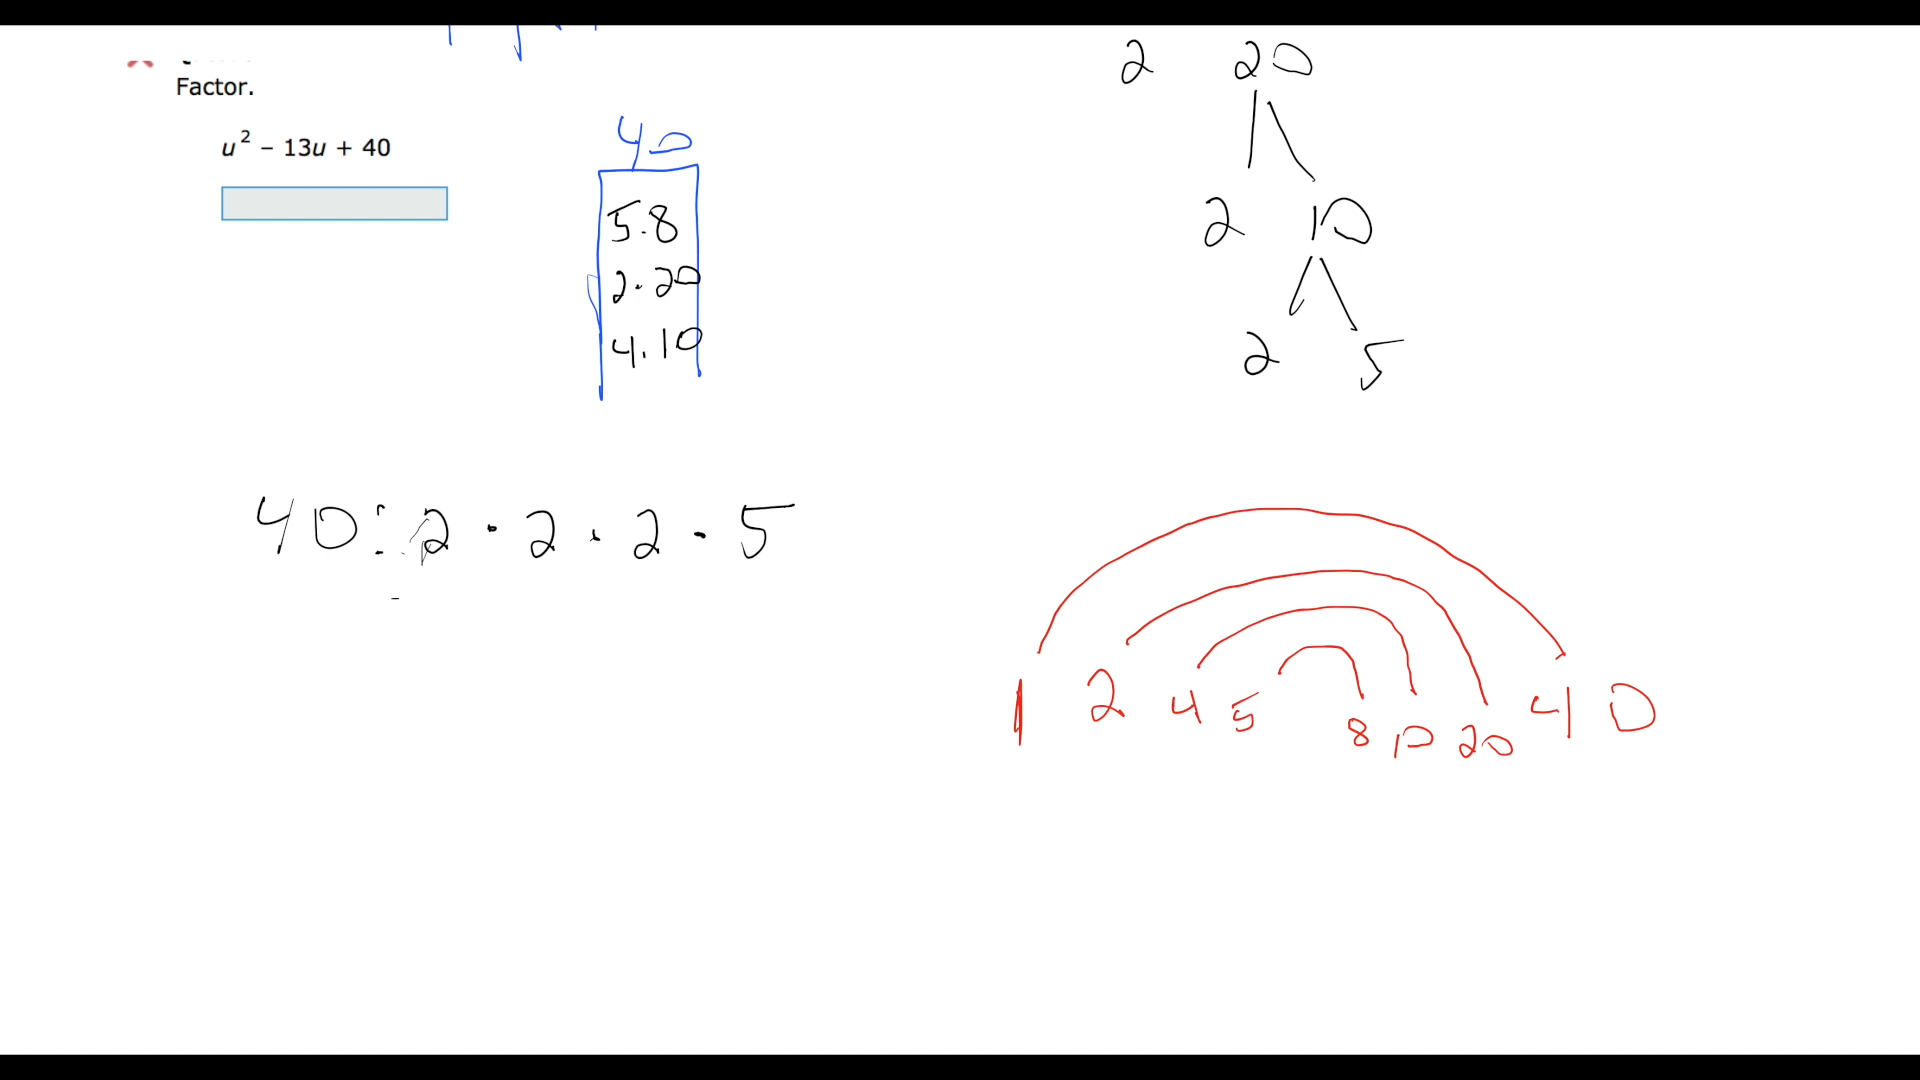 Factor.
u² – 13u + 40
40
5.8
2.20
4.10
2 20
2 10
2 5
40: 2 · 2 · 2 · 5
1 2 4 5 8 10 20 40